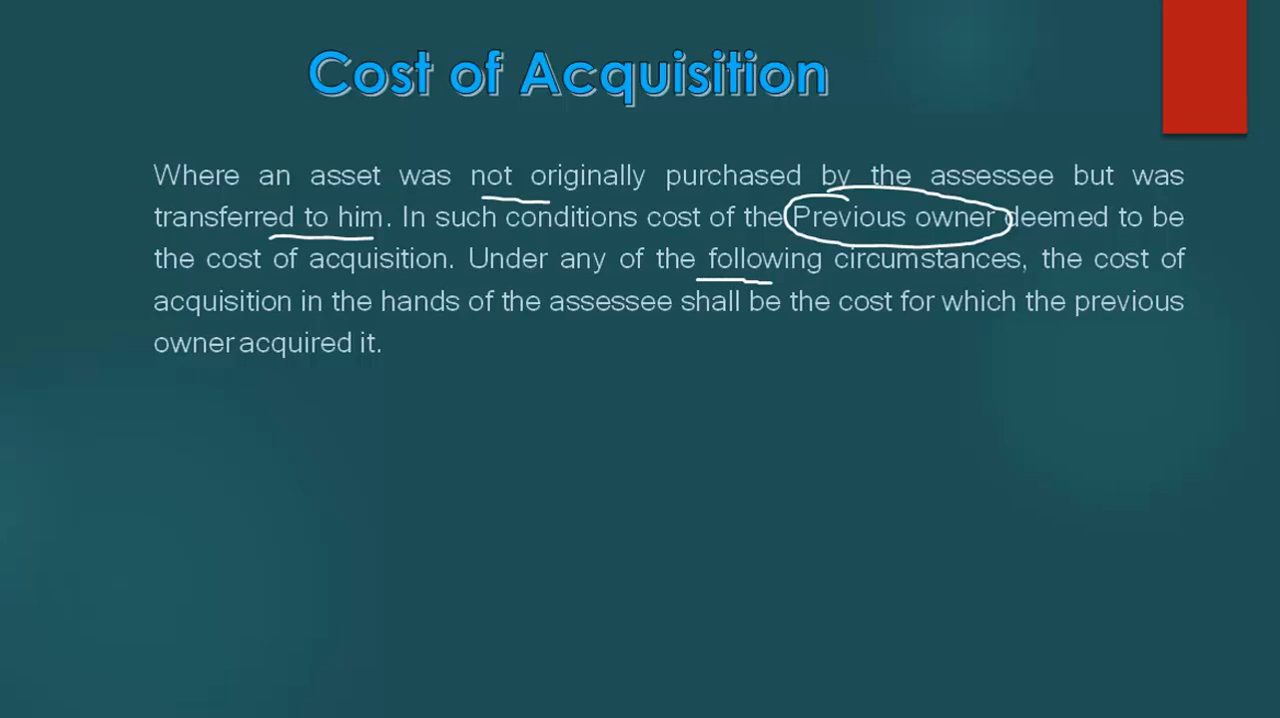 Cost of Acquisition
Where an asset was not originally purchased by the assessee but was
transferred to him. In such conditions cost of the Previous owner deemed to be
the cost of acquisition. Under any of the following circumstances, the cost of
acquisition in the hands of the assessee shall be the cost for which the previous
owner acquired it.